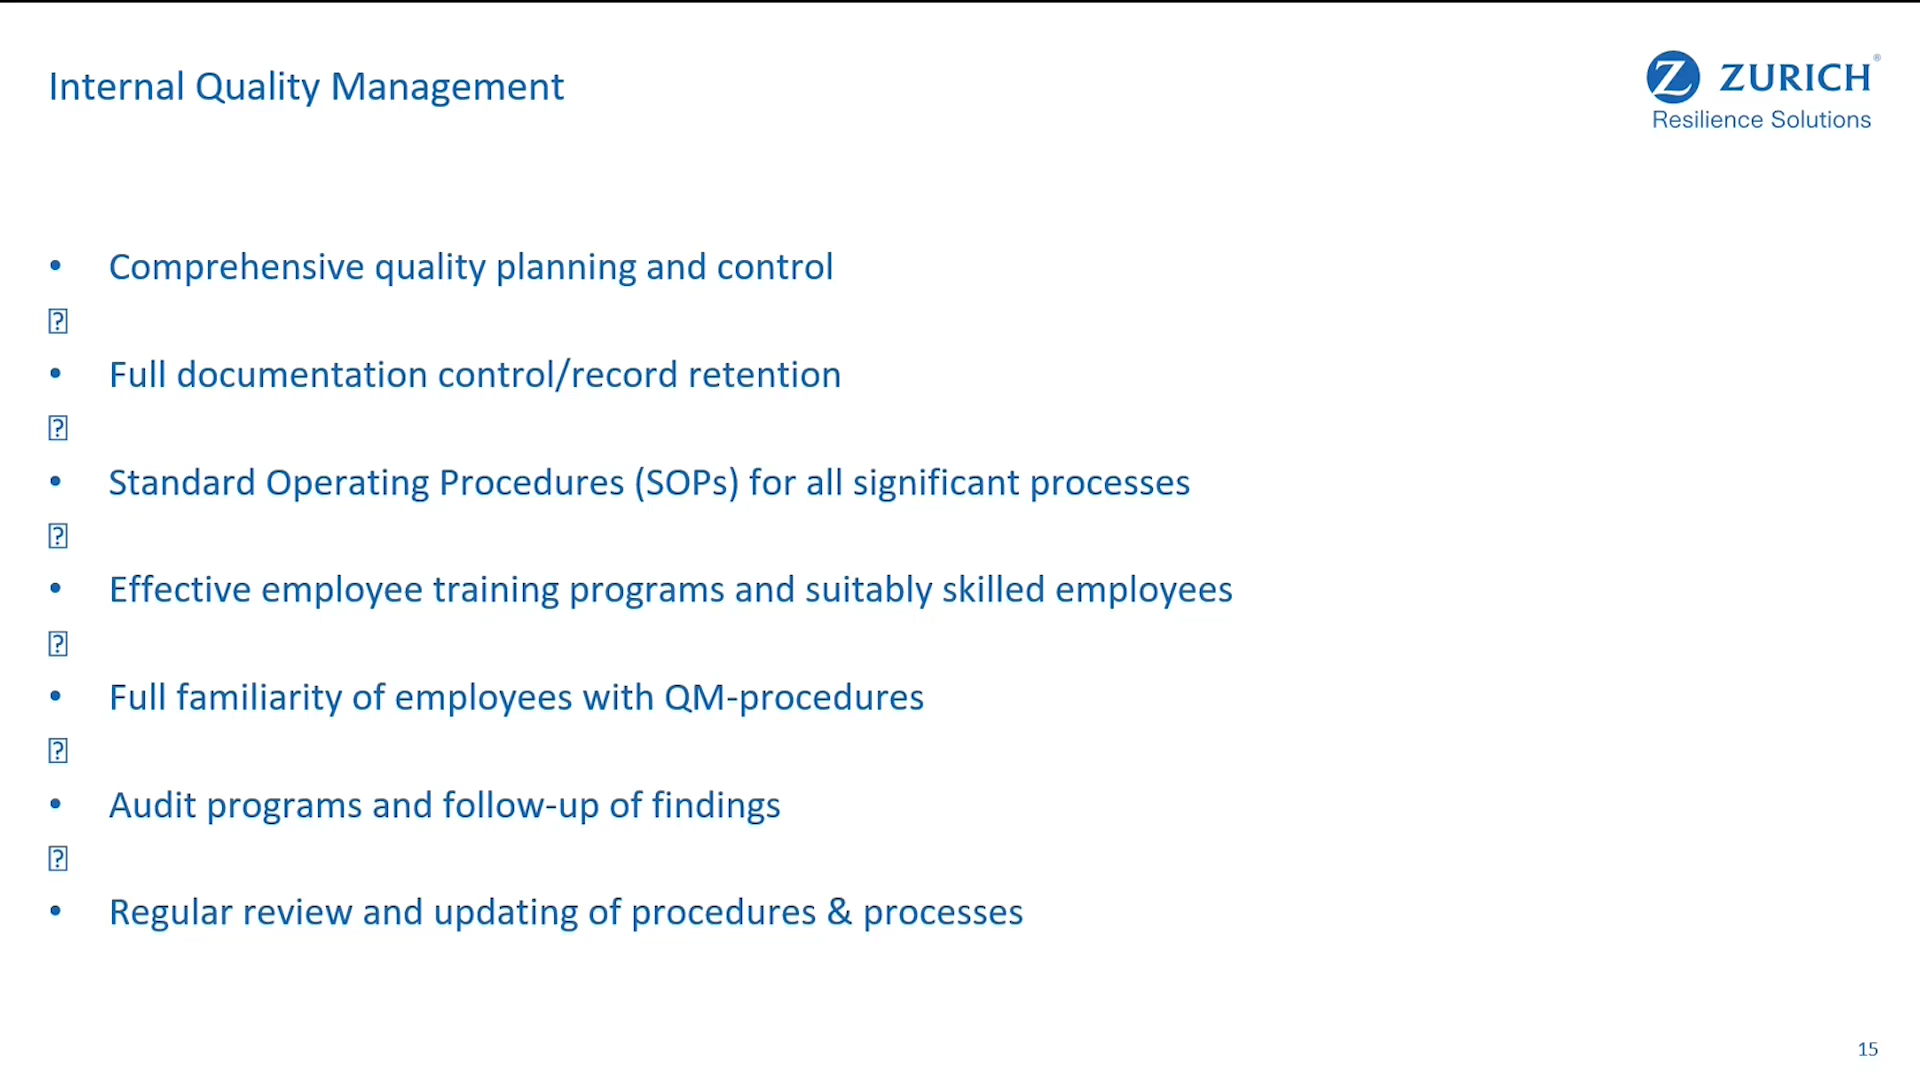 Internal Quality Management
ZURICH®
Resilience Solutions
• Comprehensive quality planning and control
• Full documentation control/record retention
• Standard Operating Procedures (SOPs) for all significant processes
• Effective employee training programs and suitably skilled employees
• Full familiarity of employees with QM-procedures
• Audit programs and follow-up of findings
• Regular review and updating of procedures & processes
15